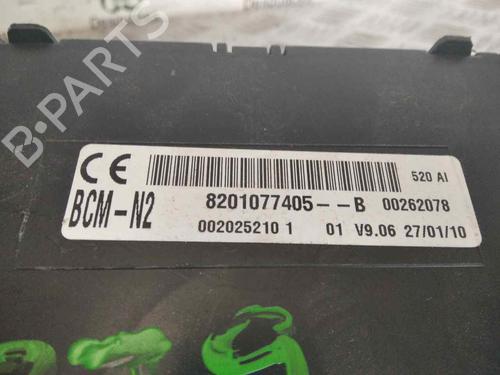 B-PARTS
CE
520 AI
BCM-N2
8201077405--B 00262078
002025210 1 01 V9.06 27/01/10